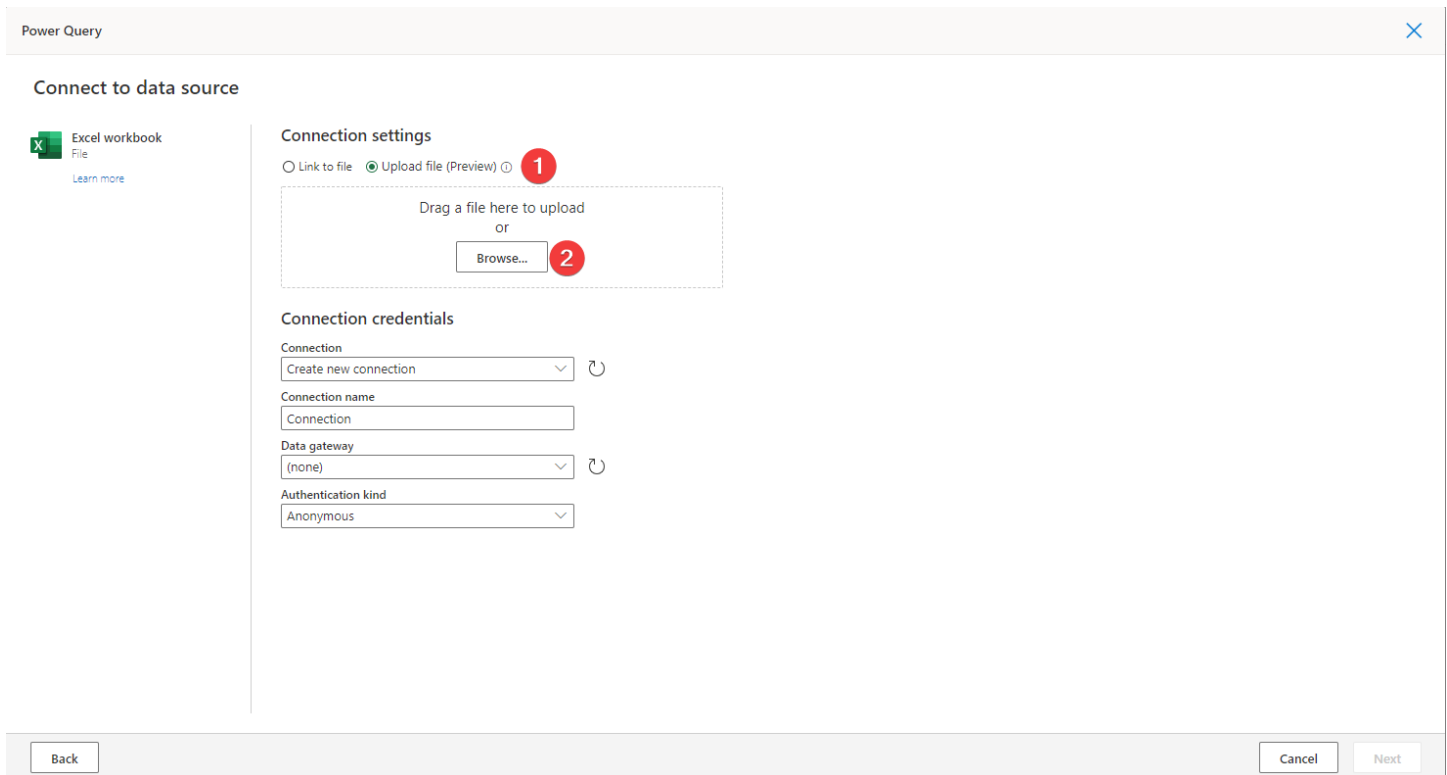 Power Query
Connect to data source
Excel workbook
File
Learn more
Connection settings
Link to file Upload file (Preview) 1
Drag a file here to upload
or
Browse... 2
Connection credentials
Connection
Create new connection
Connection name
Connection
Data gateway
(none)
Authentication kind
Anonymous
Back Cancel Next